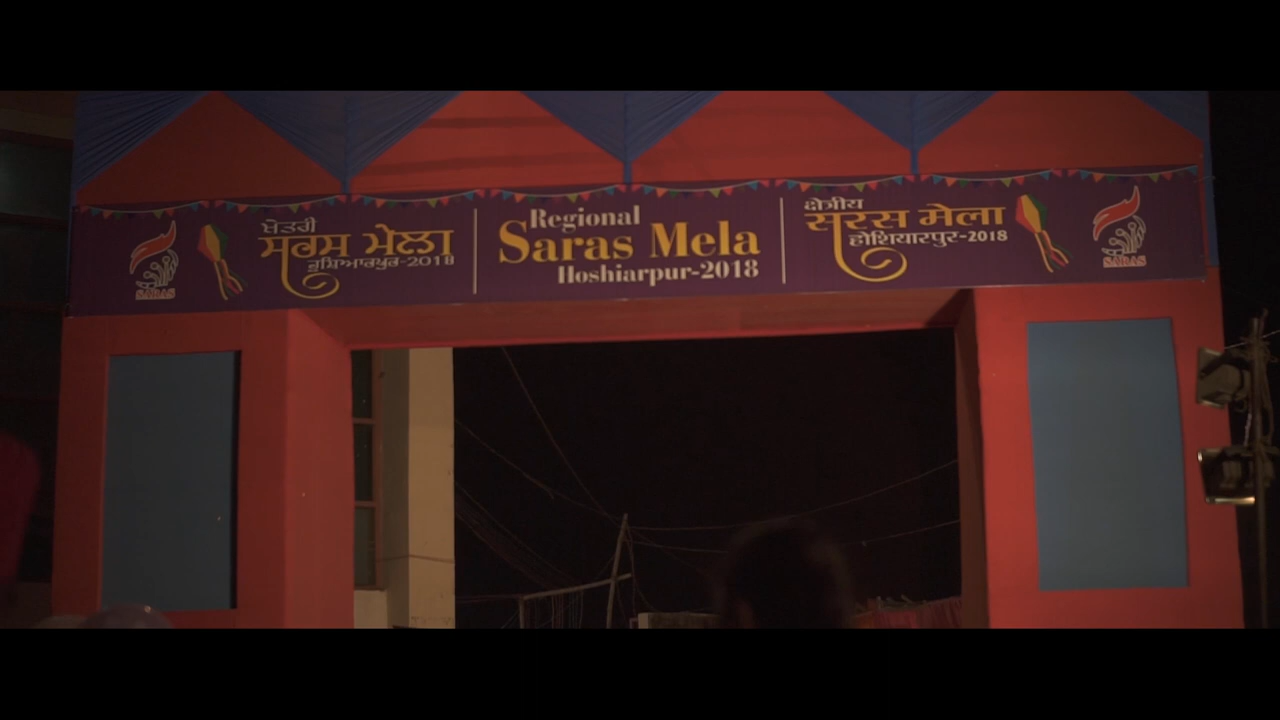 ਖੇਤਰੀ
ਸਰਸ ਮੇਲਾ
ਹੁਸ਼ਿਆਰਪੁਰ-2018
Regional
Saras Mela
Hoshiarpur-2018
क्षेत्रीय
सरस मेला
होशियारपुर-2018
SARAS
SARAS